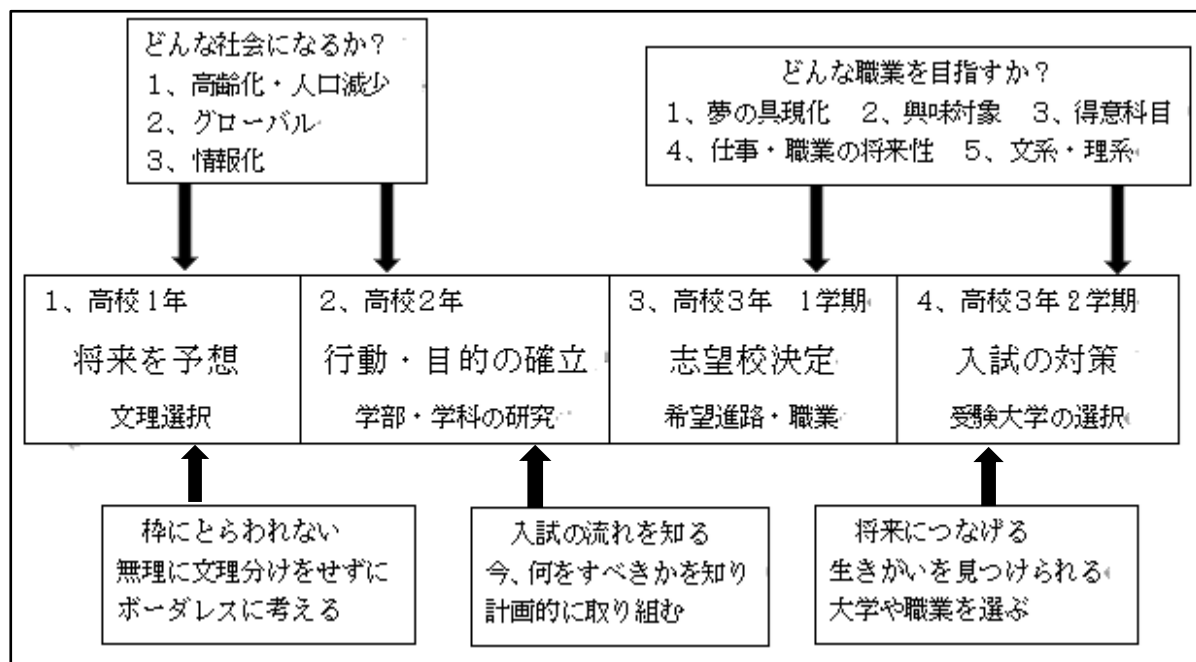 どんな社会になるか?
1、高齢化・人口減少
2、グローバル
3、情報化
どんな職業を目指すか?
1、夢の具現化 2、興味対象 3、得意科目
4、仕事・職業の将来性 5、文系・理系
1、高校1年
将来を予想
文理選択
2、高校2年
行動・目的の確立
学部・学科の研究
3、高校3年 1学期
志望校決定
希望進路・職業
4、高校3年2学期
入試の対策
受験大学の選択
枠にとらわれない
無理に文理分けをせずに
ボーダレスに考える
入試の流れを知る
今、何をすべきかを知り
計画的に取り組む
将来につなげる
生きがいを見つけられる
大学や職業を選ぶ